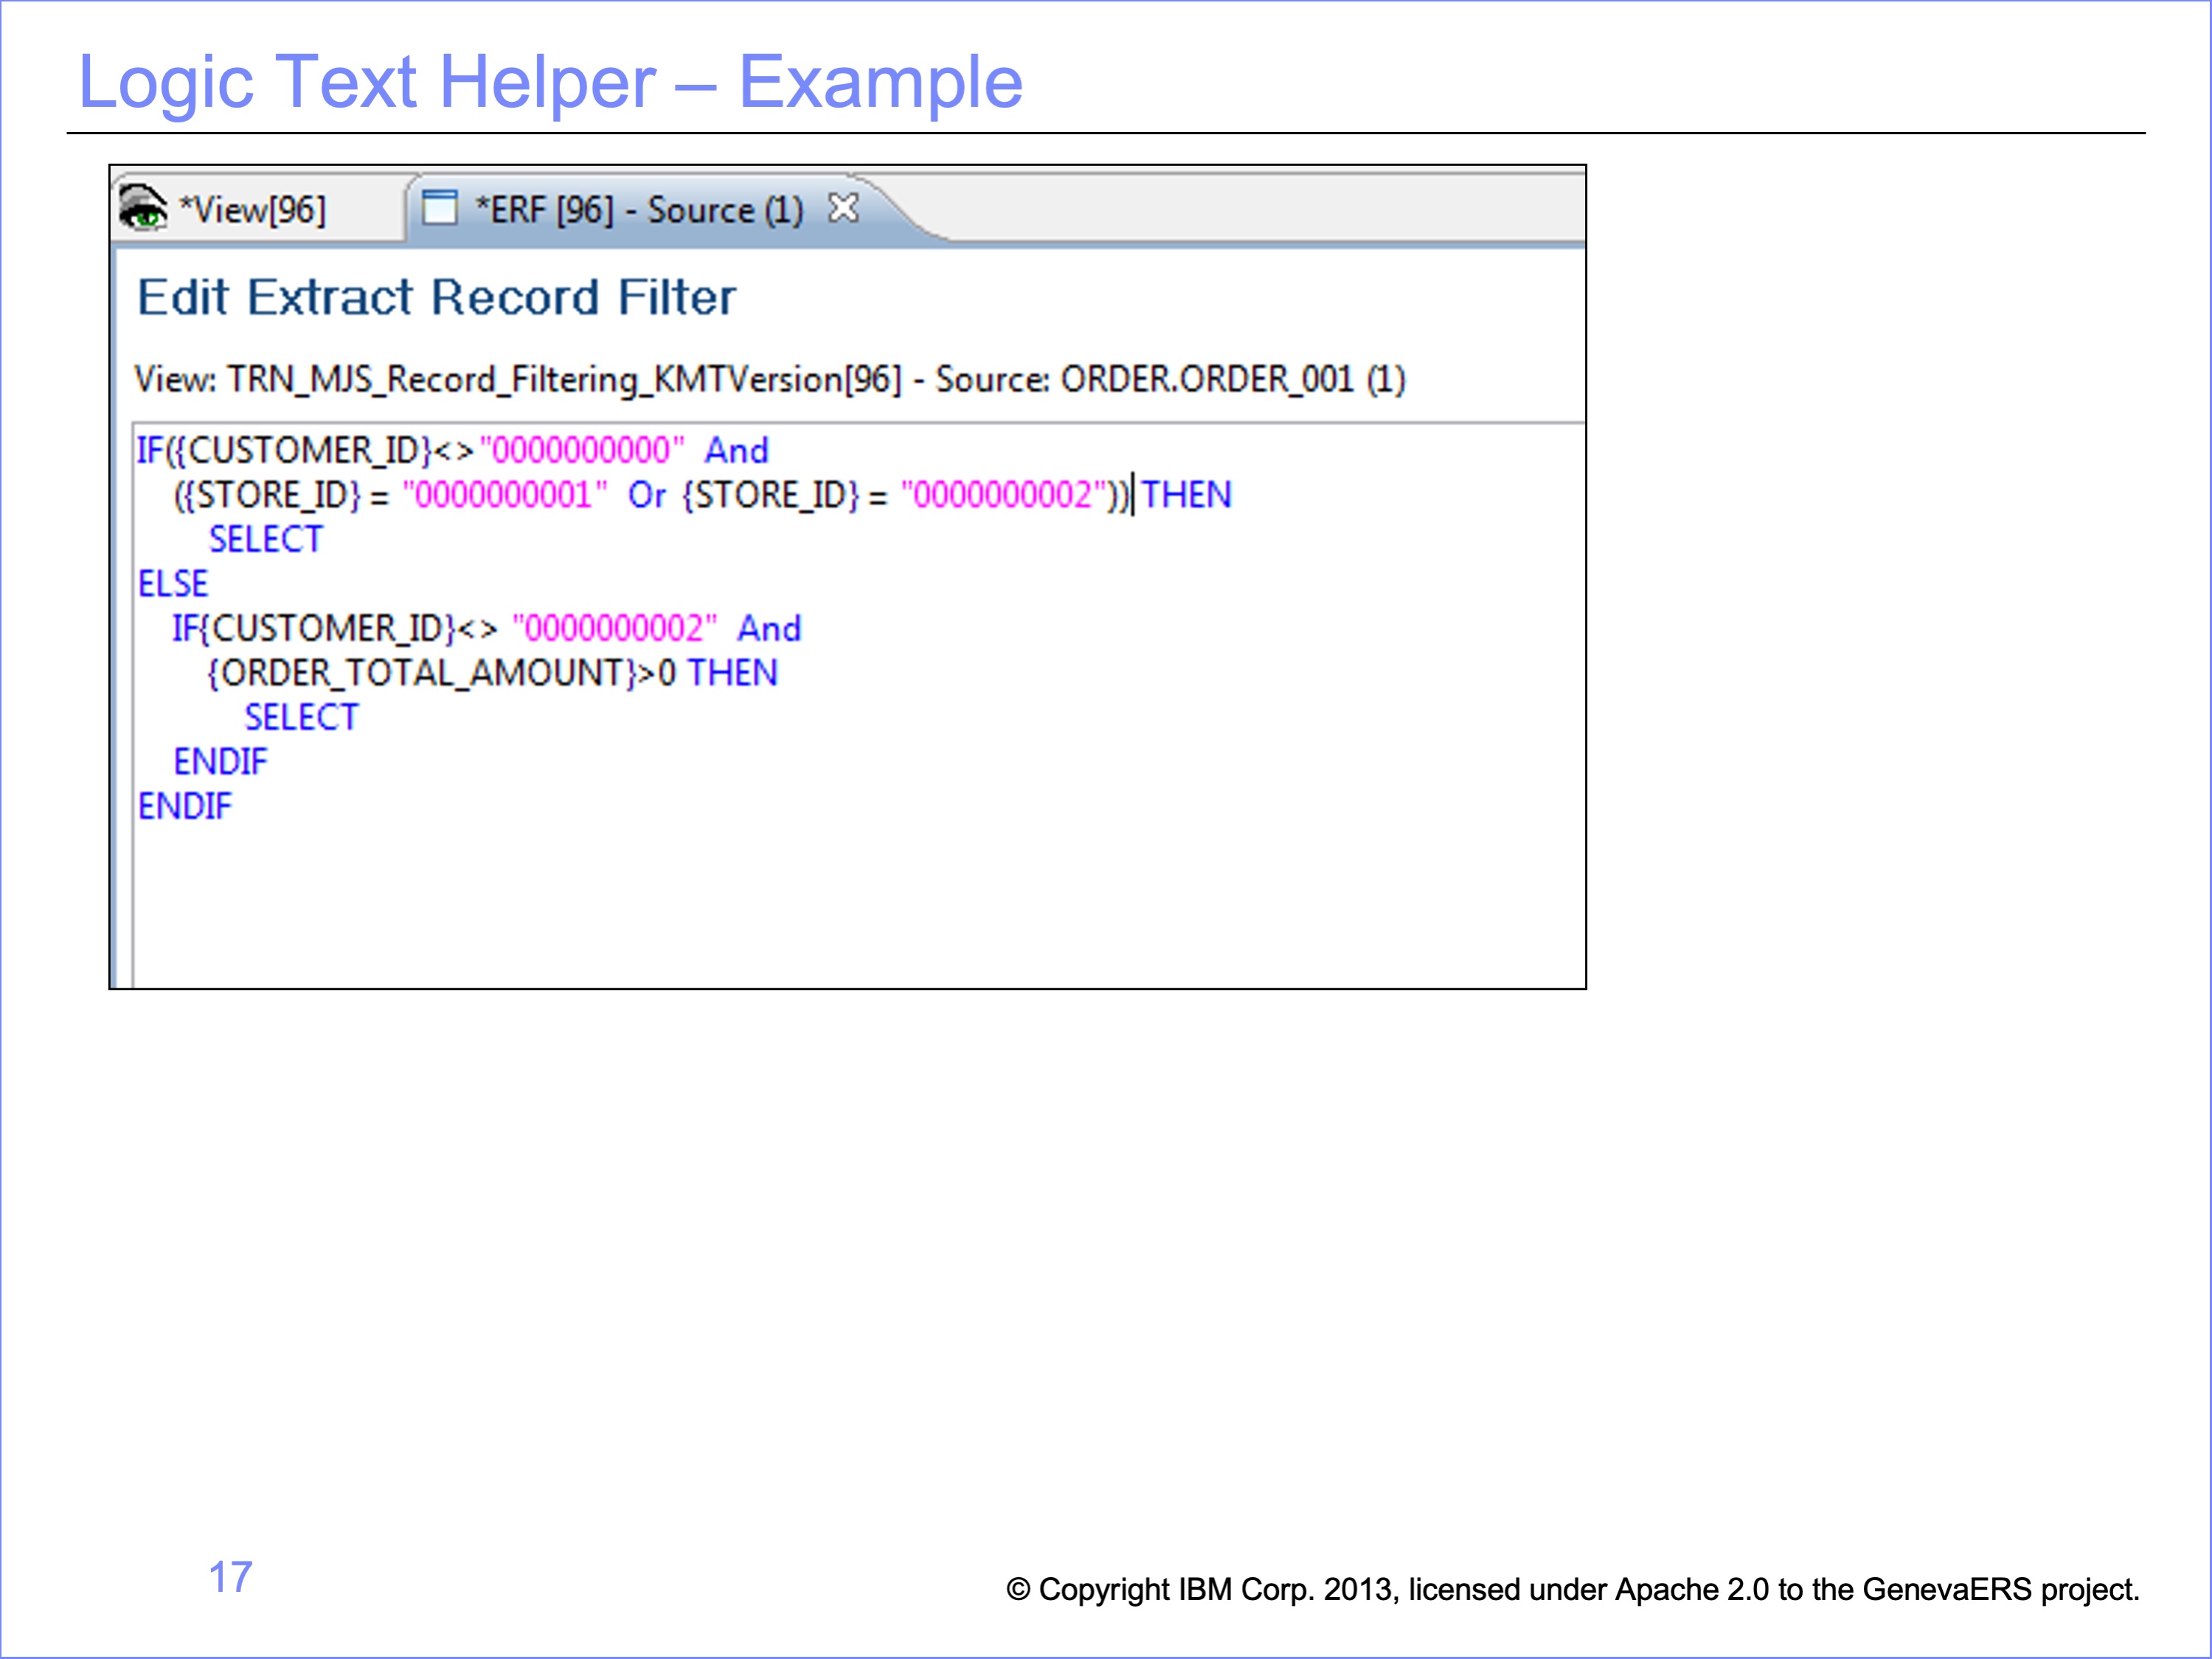 Logic Text Helper – Example
*View[96] *ERF [96] - Source (1)
Edit Extract Record Filter
View: TRN_MJS_Record_Filtering_KMTVersion[96] - Source: ORDER.ORDER_001 (1)
IF({CUSTOMER_ID}<>"0000000000" And
({STORE_ID} = "0000000001" Or {STORE_ID} = "0000000002")) THEN
SELECT
ELSE
IF{CUSTOMER_ID}<> "0000000002" And
{ORDER_TOTAL_AMOUNT}>0 THEN
SELECT
ENDIF
ENDIF
17
© Copyright IBM Corp. 2013, licensed under Apache 2.0 to the GenevaERS project.